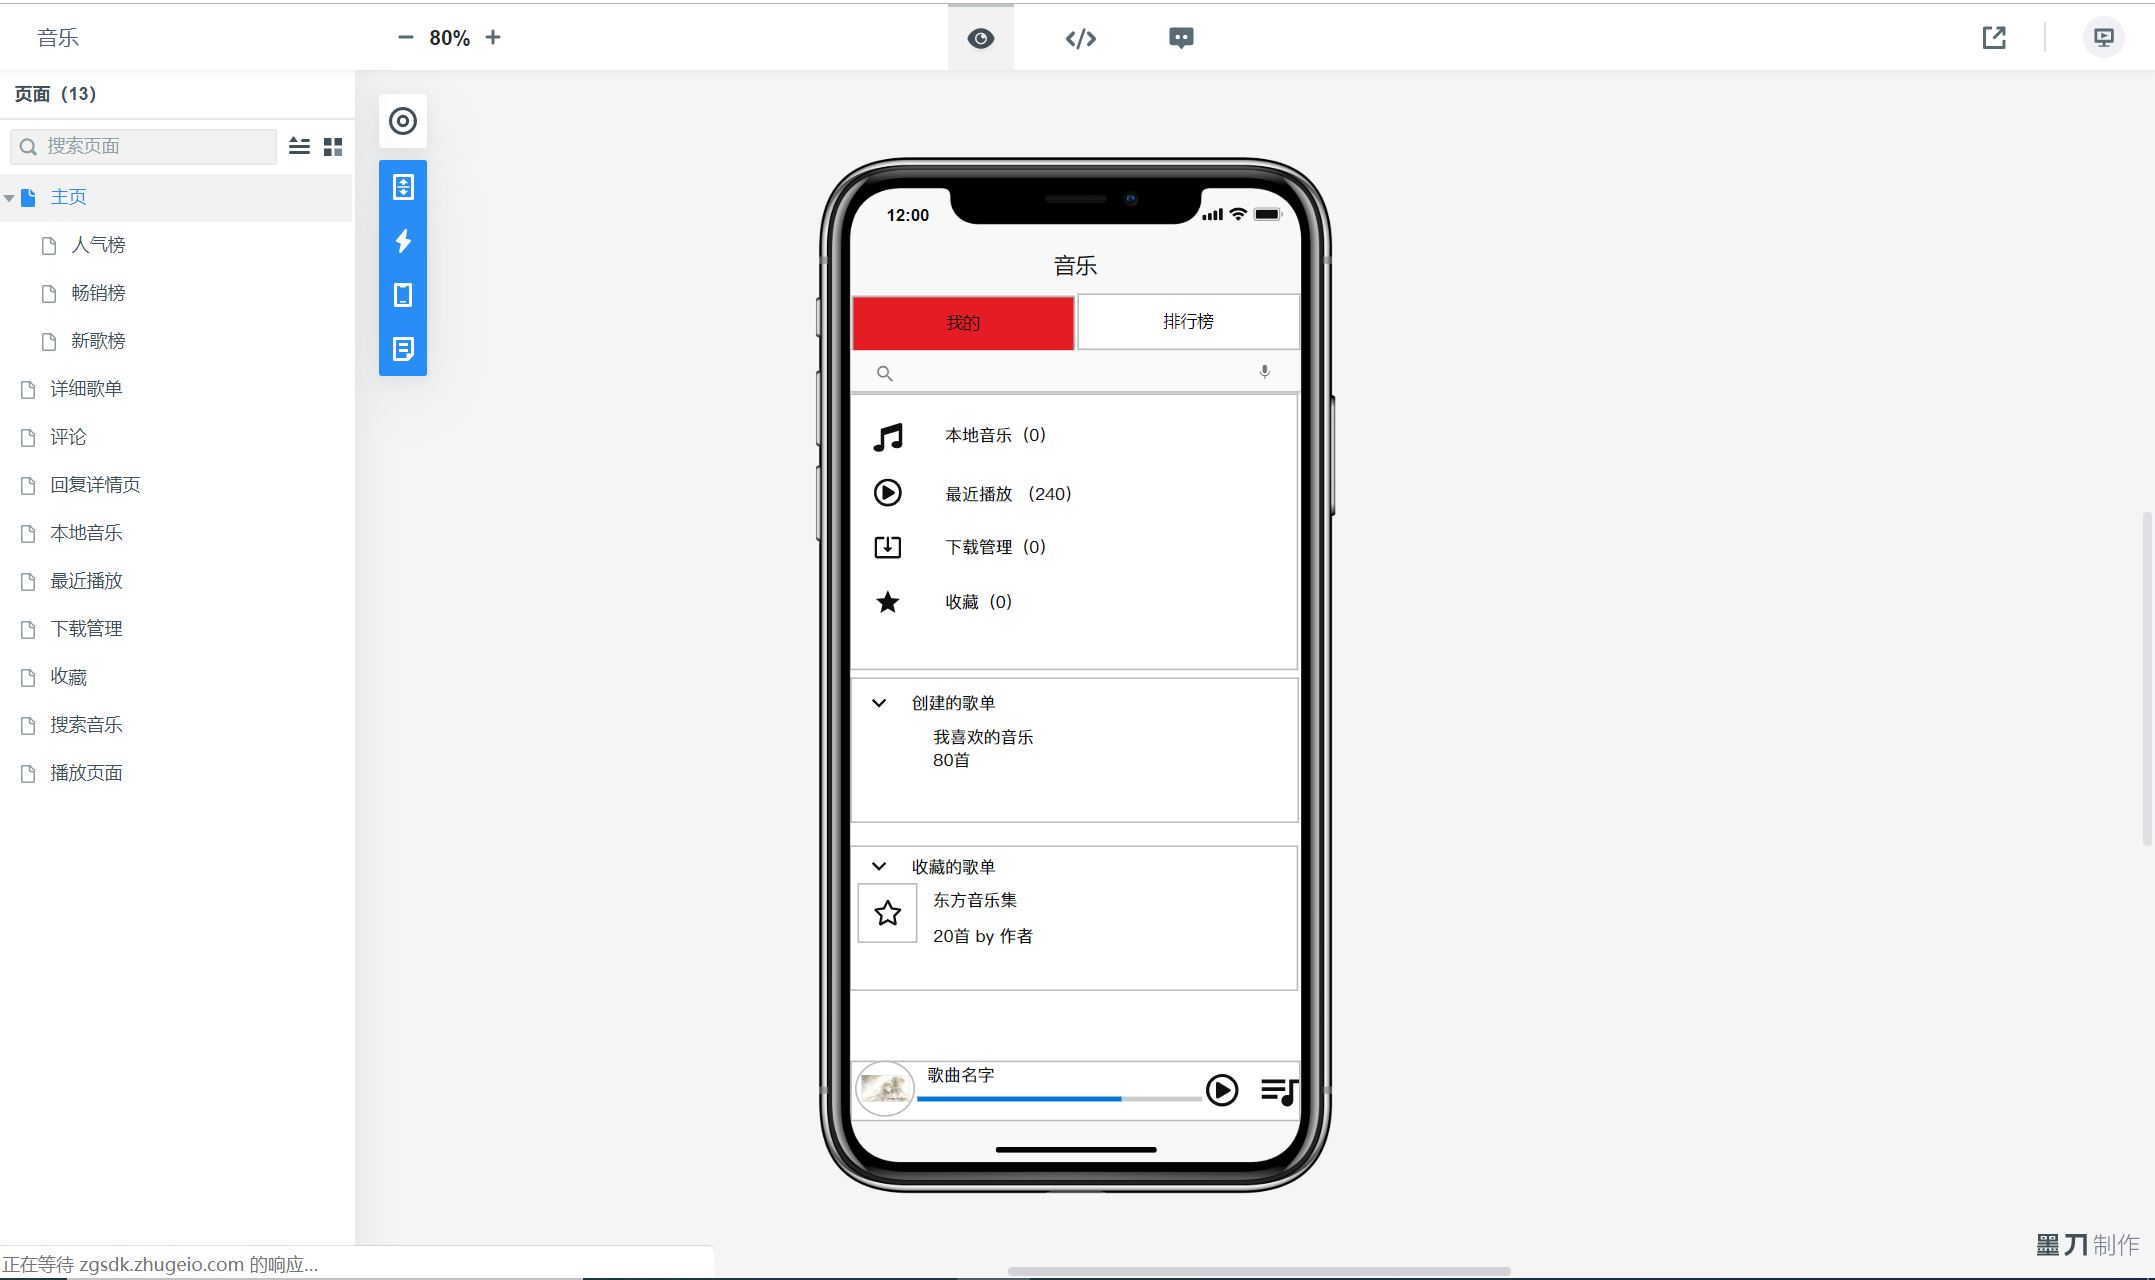 音乐
80%
页面（13）
搜索页面
主页
人气榜
畅销榜
新歌榜
详细歌单
评论
回复详情页
本地音乐
最近播放
下载管理
收藏
搜索音乐
播放页面
12:00
音乐
我的
排行榜
本地音乐（0）
最近播放 （240）
下载管理（0）
收藏（0）
创建的歌单
我喜欢的音乐
80首
收藏的歌单
东方音乐集
20首 by 作者
歌曲名字
墨刀制作
正在等待 zgsdk.zhugeio.com 的响应...